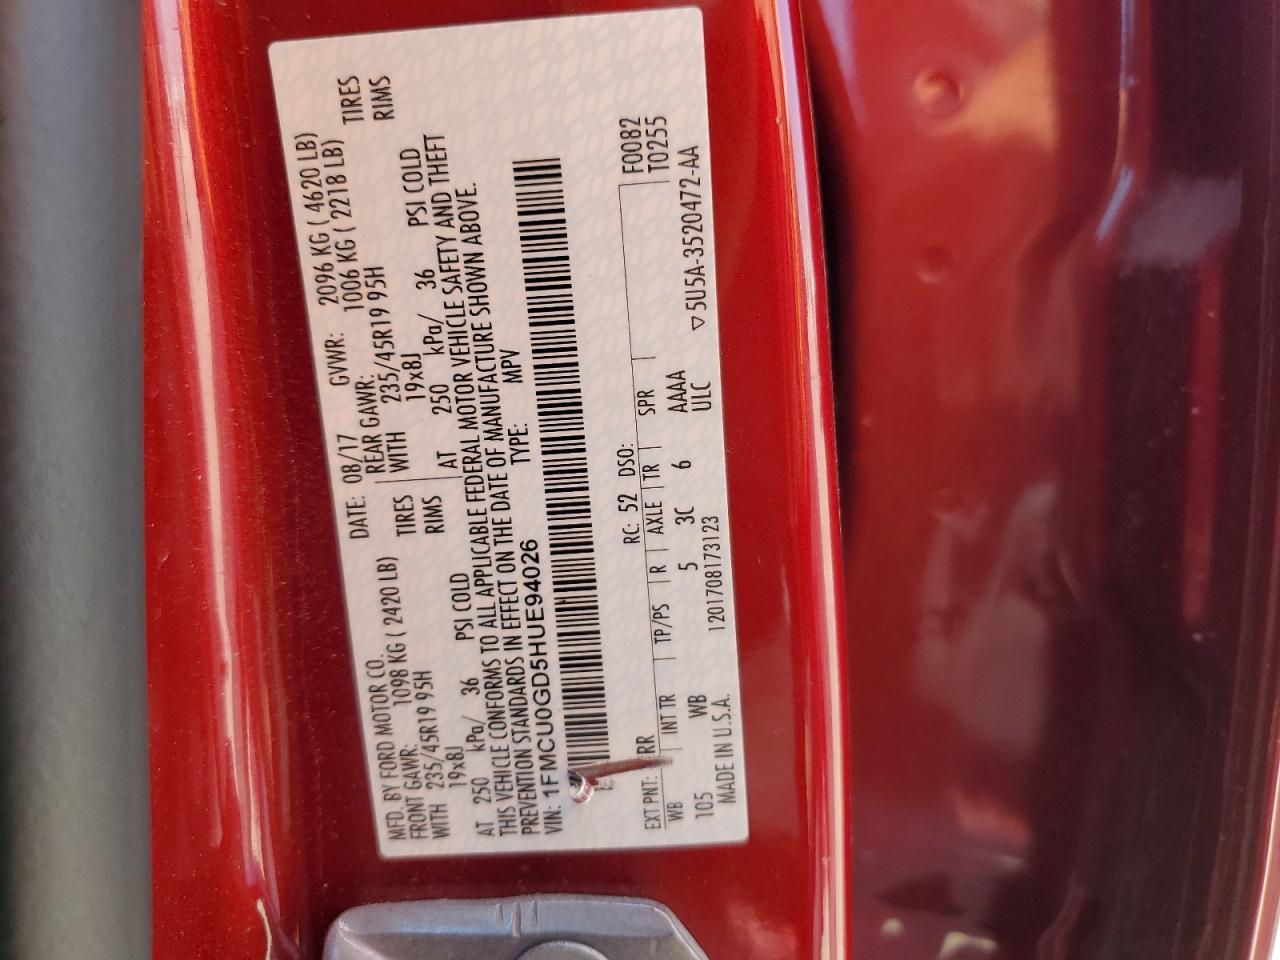 MFD. BY FORD MOTOR CO.
DATE: 08/17 GVWR: 2096 KG ( 4620 LB)
FRONT GAWR: 1098 KG ( 2420 LB) REAR GAWR: 1006 KG ( 2218 LB)
WITH 235/45R19 95H TIRES WITH 235/45R19 95H TIRES
19x8J RIMS 19x8J RIMS
AT 250 kPa/ 36 PSI COLD AT 250 kPa/ 36 PSI COLD
THIS VEHICLE CONFORMS TO ALL APPLICABLE FEDERAL MOTOR VEHICLE SAFETY AND THEFT
PREVENTION STANDARDS IN EFFECT ON THE DATE OF MANUFACTURE SHOWN ABOVE.
VIN: 1FMCU0GD5HUE94026 TYPE: MPV
EXT PNT: RR RC: 52 DSO: F0082
WB INT TR TP/PS R AXLE TR SPR T0255
105 WB 5 3C 6 AAAA
MADE IN U.S.A. 1201708173123 ULC ▽5U5A-3520472-AA